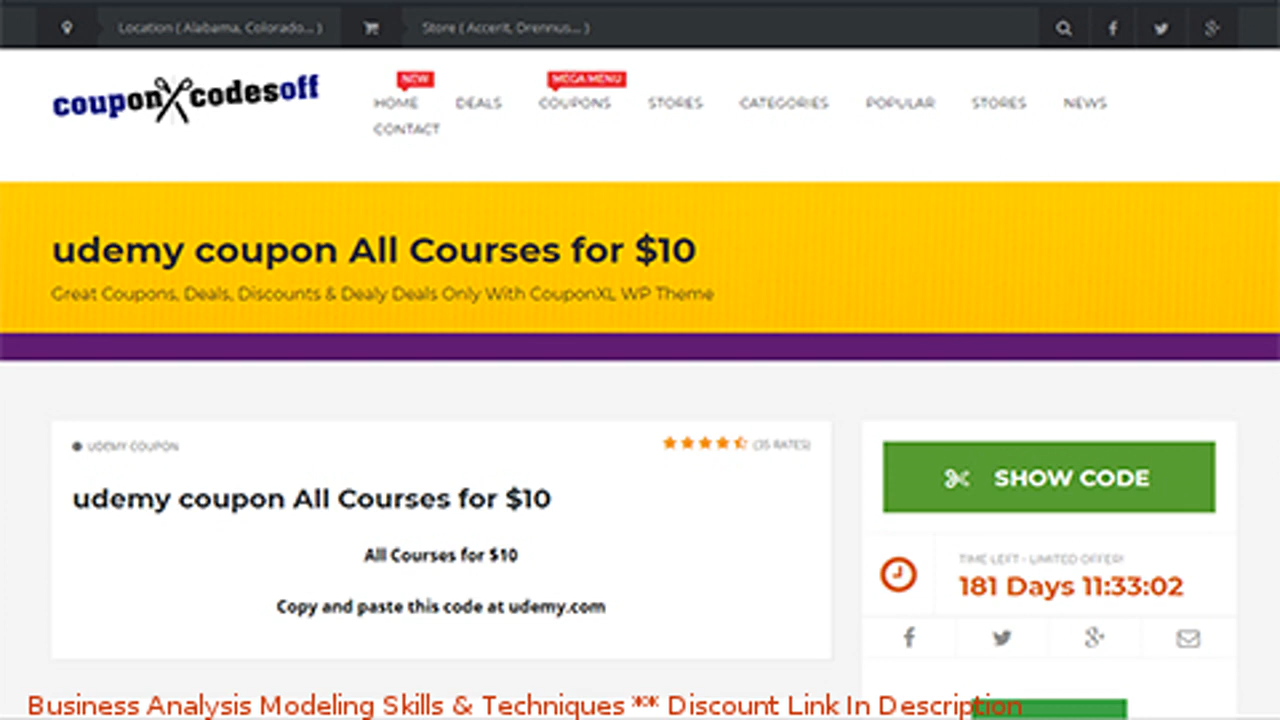 Location ( Alabama, Colorado... )
Store ( Accent, Drennus... )
couponXcodesoff
NEW
MEGA MENU
HOME DEALS COUPONS STORES CATEGORIES POPULAR STORES NEWS
CONTACT
udemy coupon All Courses for $10
Great Coupons, Deals, Discounts & Dealy Deals Only With CouponXL WP Theme
UDEMY COUPON
(35 RATES)
udemy coupon All Courses for $10
All Courses for $10
Copy and paste this code at udemy.com
SHOW CODE
TIME LEFT - LIMITED OFFER!
181 Days 11:33:02
Business Analysis Modeling Skills & Techniques ** Discount Link In Description